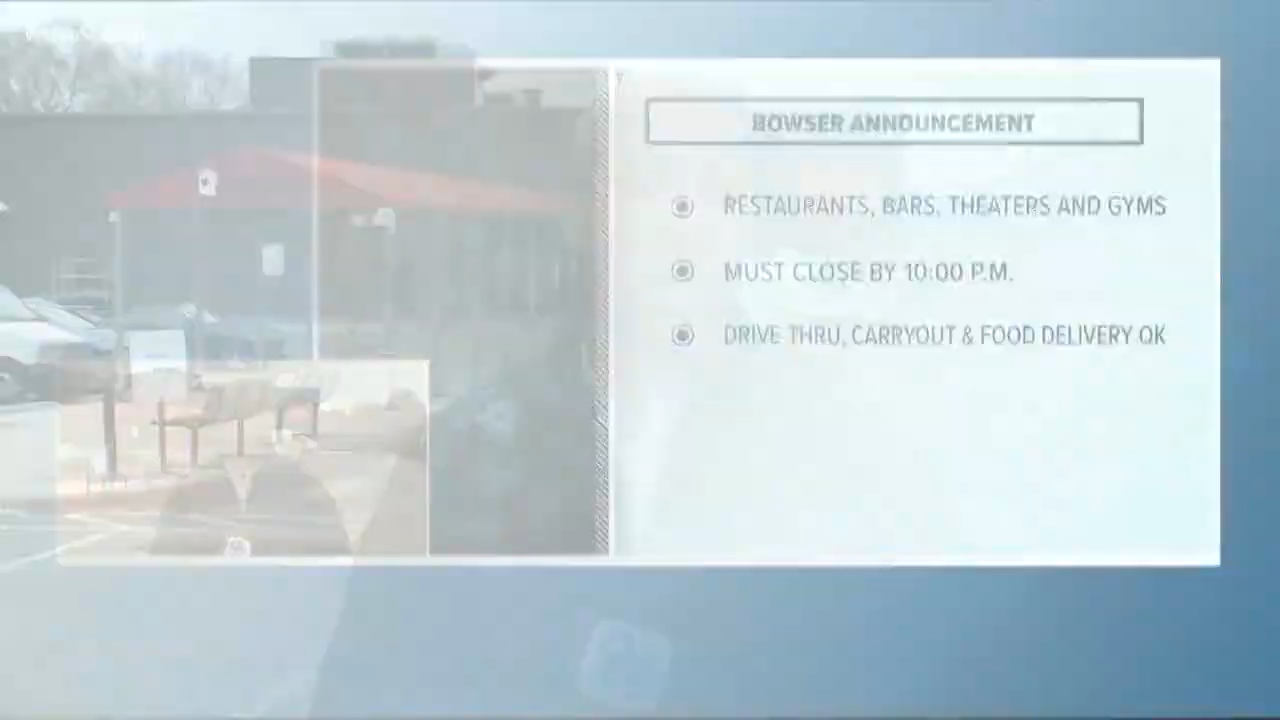 BOWSER ANNOUNCEMENT
RESTAURANTS, BARS, THEATERS AND GYMS
MUST CLOSE BY 10:00 P.M.
DRIVE THRU, CARRYOUT & FOOD DELIVERY OK